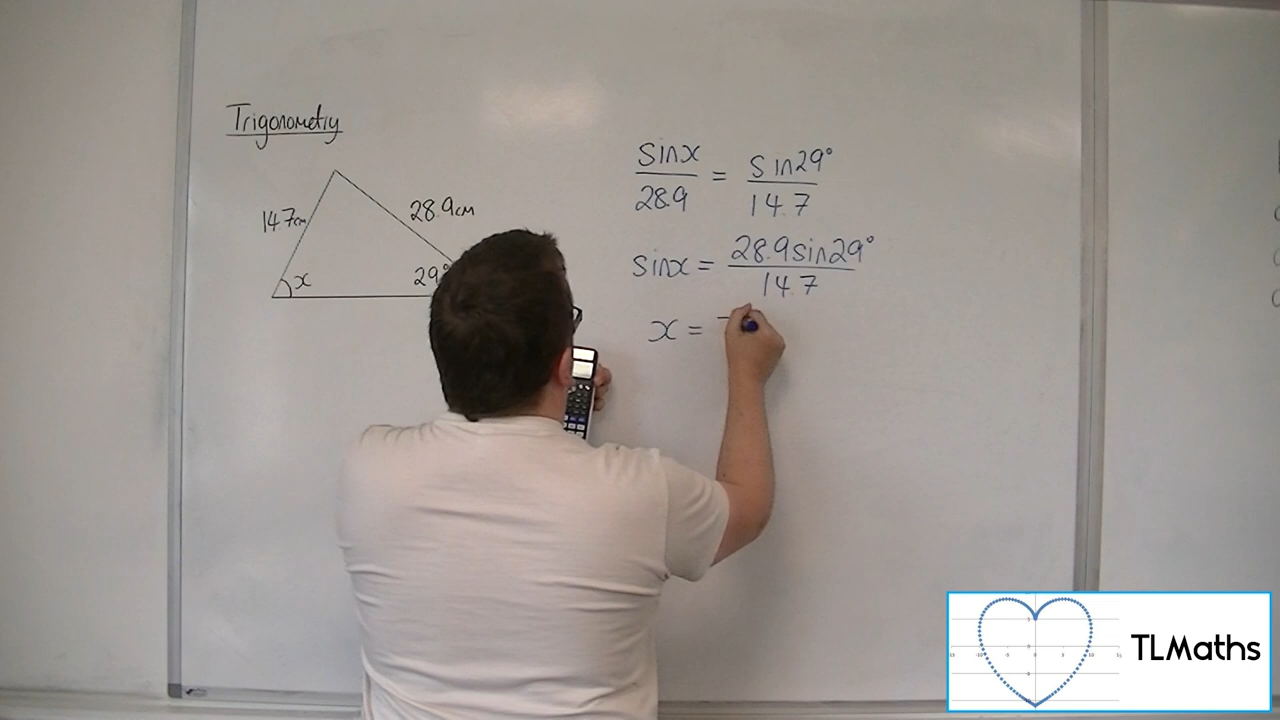 Trigonometry
14.7cm
28.9cm
x
29°
sinx/28.9 = sin29°/14.7
sinx = 28.9sin29°/14.7
x =
TLMaths